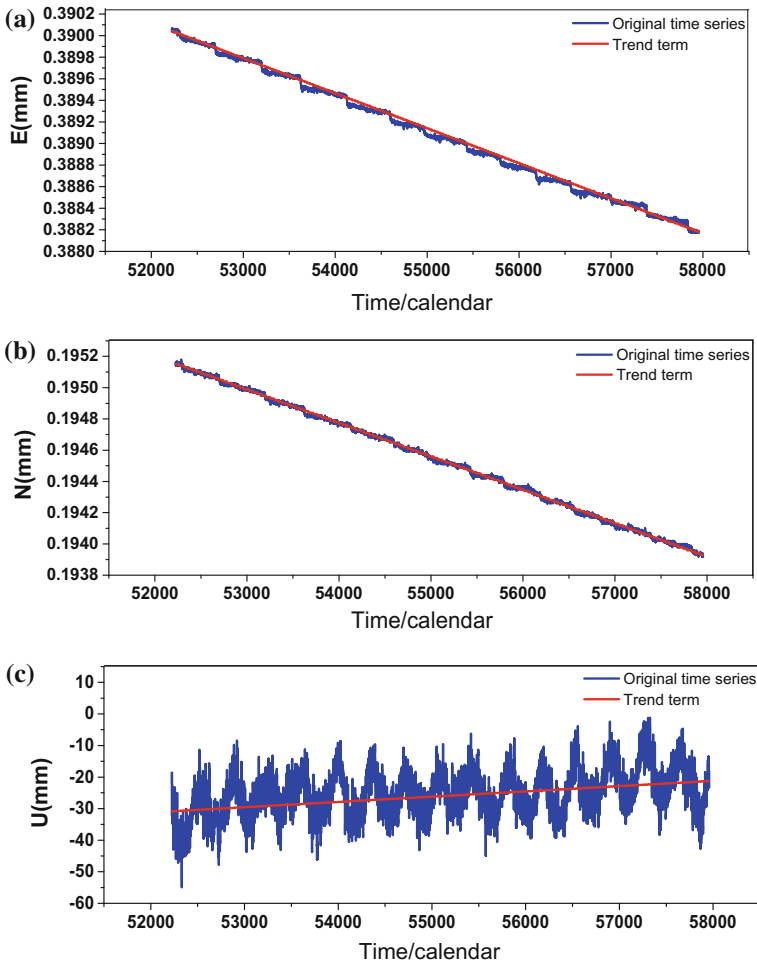 (a)
0.3902
0.3900
0.3898
0.3896
0.3894
0.3892
0.3890
0.3888
0.3886
0.3884
0.3882
0.3880
E(mm)
Original time series
Trend term
52000 53000 54000 55000 56000 57000 58000
Time/calendar
(b)
0.1952
0.1950
0.1948
0.1946
0.1944
0.1942
0.1940
0.1938
N(mm)
Original time series
Trend term
52000 53000 54000 55000 56000 57000 58000
Time/calendar
(c)
10
0
-10
-20
-30
-40
-50
-60
U(mm)
Original time series
Trend term
52000 53000 54000 55000 56000 57000 58000
Time/calendar